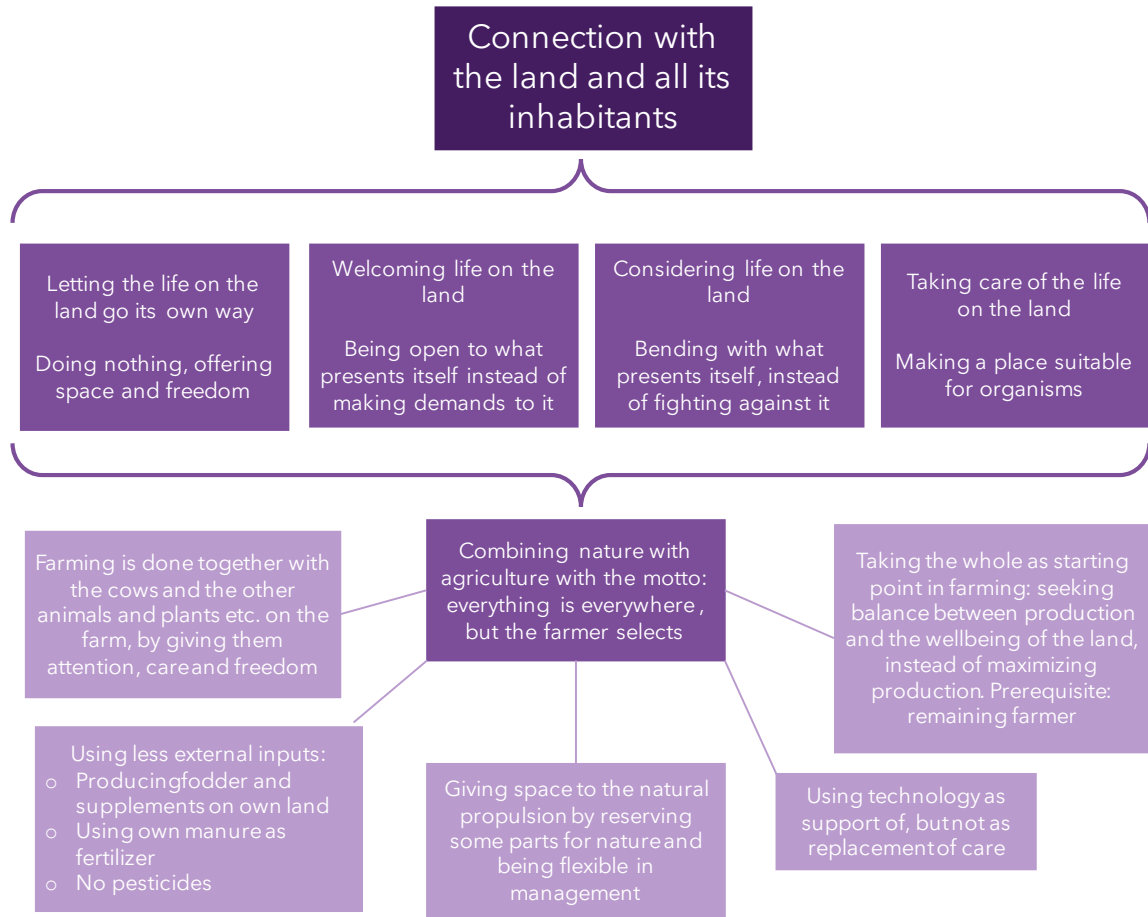 Connection with
the land and all its
inhabitants
Letting the life on the
land go its own way
Doing nothing, offering
space and freedom
Welcoming life on the
land
Being open to what
presents itself instead of
making demands to it
Considering life on the
land
Bending with what
presents itself, instead
of fighting against it
Taking care of the life
on the land
Making a place suitable
for organisms
Farming is done together with
the cows and the other
animals and plants etc. on the
farm, by giving them
attention, care and freedom
Combining nature with
agriculture with the motto:
everything is everywhere,
but the farmer selects
Taking the whole as starting
point in farming: seeking
balance between production
and the wellbeing of the land,
instead of maximizing
production. Prerequisite:
remaining farmer
Using less external inputs:
o Producing fodder and
supplements on own land
o Using own manure as
fertilizer
o No pesticides
Giving space to the natural
propulsion by reserving
some parts for nature and
being flexible in
management
Using technology as
support of, but not as
replacement of care